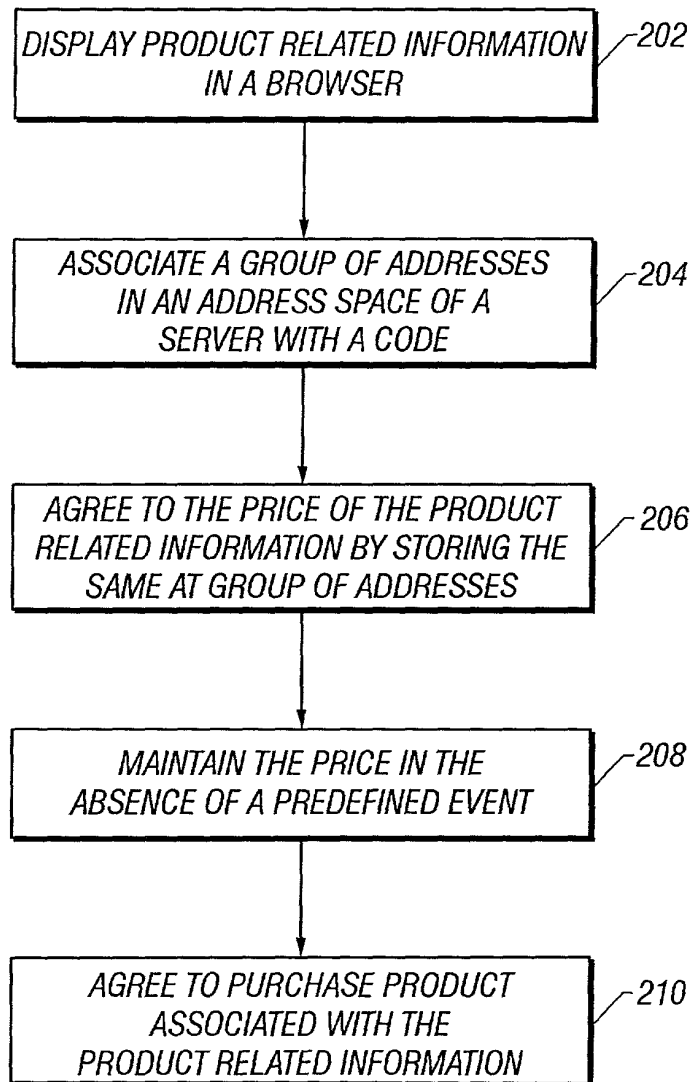 DISPLAY PRODUCT RELATED INFORMATION
IN A BROWSER
202
ASSOCIATE A GROUP OF ADDRESSES
IN AN ADDRESS SPACE OF A
SERVER WITH A CODE
204
AGREE TO THE PRICE OF THE PRODUCT
RELATED INFORMATION BY STORING THE
SAME AT GROUP OF ADDRESSES
206
MAINTAIN THE PRICE IN THE
ABSENCE OF A PREDEFINED EVENT
208
AGREE TO PURCHASE PRODUCT
ASSOCIATED WITH THE
PRODUCT RELATED INFORMATION
210